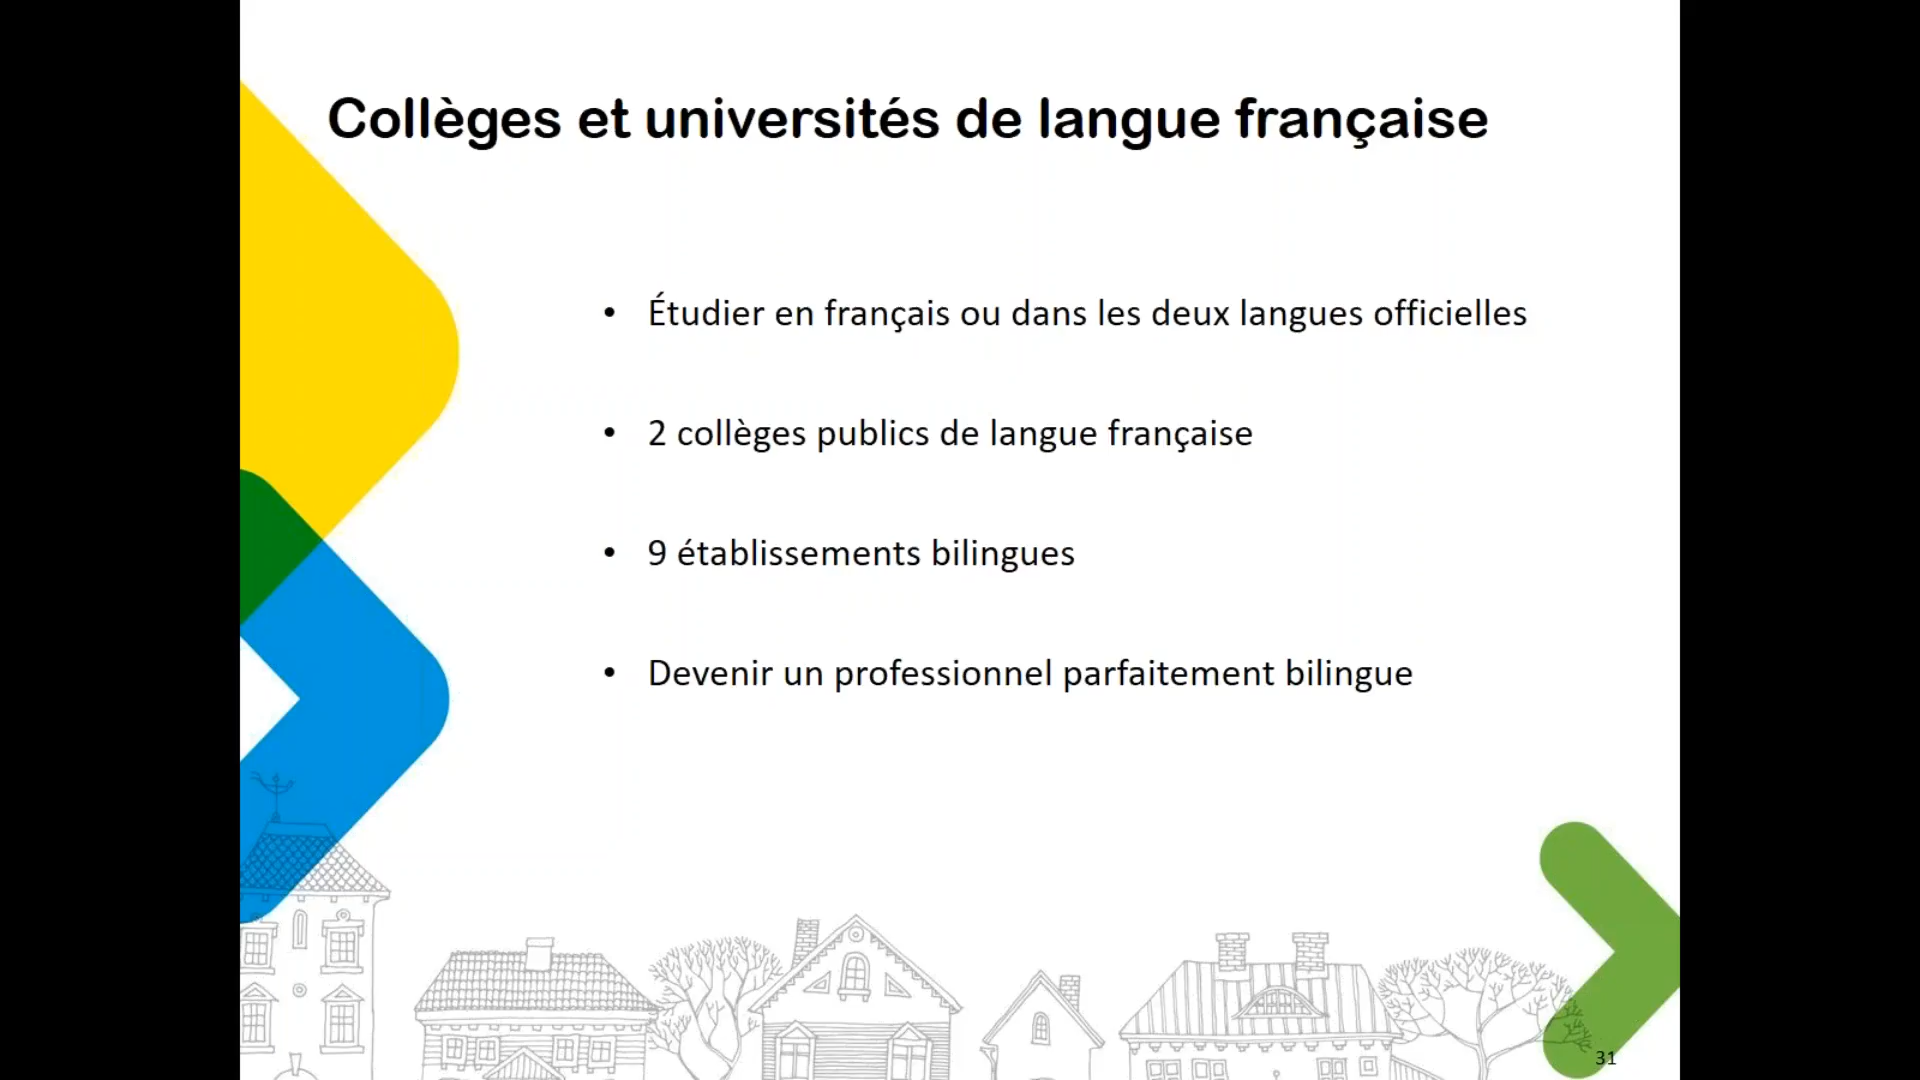 Collèges et universités de langue française
• Étudier en français ou dans les deux langues officielles
• 2 collèges publics de langue française
• 9 établissements bilingues
• Devenir un professionnel parfaitement bilingue
31